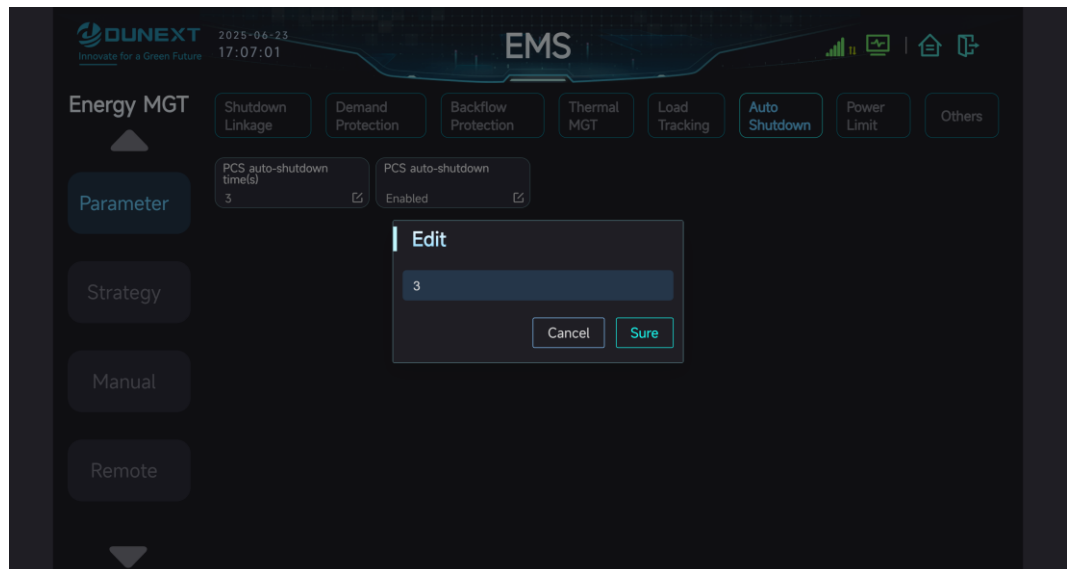 DUNEXT
Innovate for a Green Future
2025-06-23
17:07:01
EMS
Energy MGT
Shutdown
Linkage
Demand
Protection
Backflow
Protection
Thermal
MGT
Load
Tracking
Auto
Shutdown
Power
Limit
Others
PCS auto-shutdown
time(s)
3
PCS auto-shutdown
Enabled
Parameter
Strategy
Manual
Remote
Edit
3
Cancel
Sure